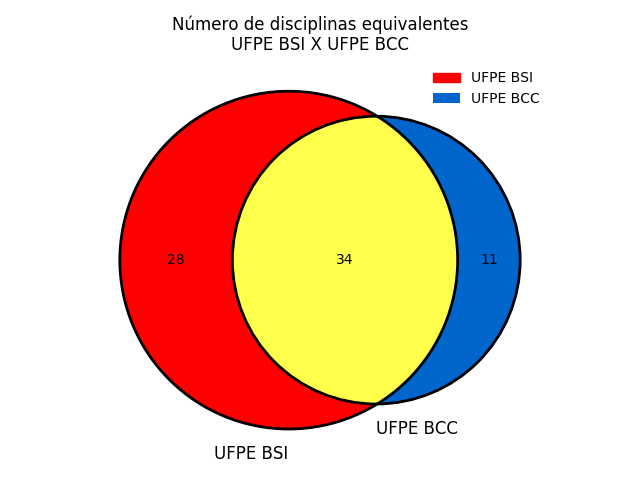 Número de disciplinas equivalentes
UFPE BSI X UFPE BCC
UFPE BSI
UFPE BCC
28
34
11
UFPE BCC
UFPE BSI